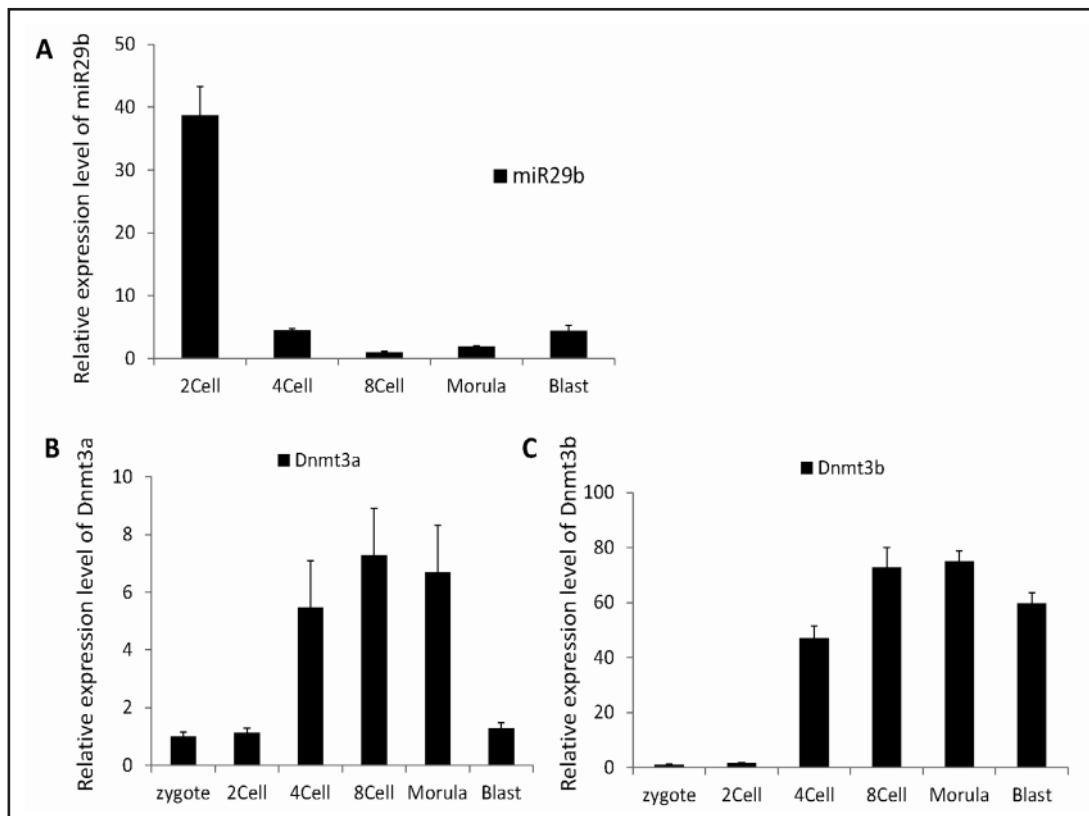 A
Relative expression level of miR29b
50
40
30
20
10
0
miR29b
2Cell 4Cell 8Cell Morula Blast
B
Relative expression level of Dnmt3a
Dnmt3a
10
8
6
4
2
0
zygote 2Cell 4Cell 8Cell Morula Blast
C
Relative expression level of Dnmt3b
Dnmt3b
100
80
60
40
20
0
zygote 2Cell 4Cell 8Cell Morula Blast